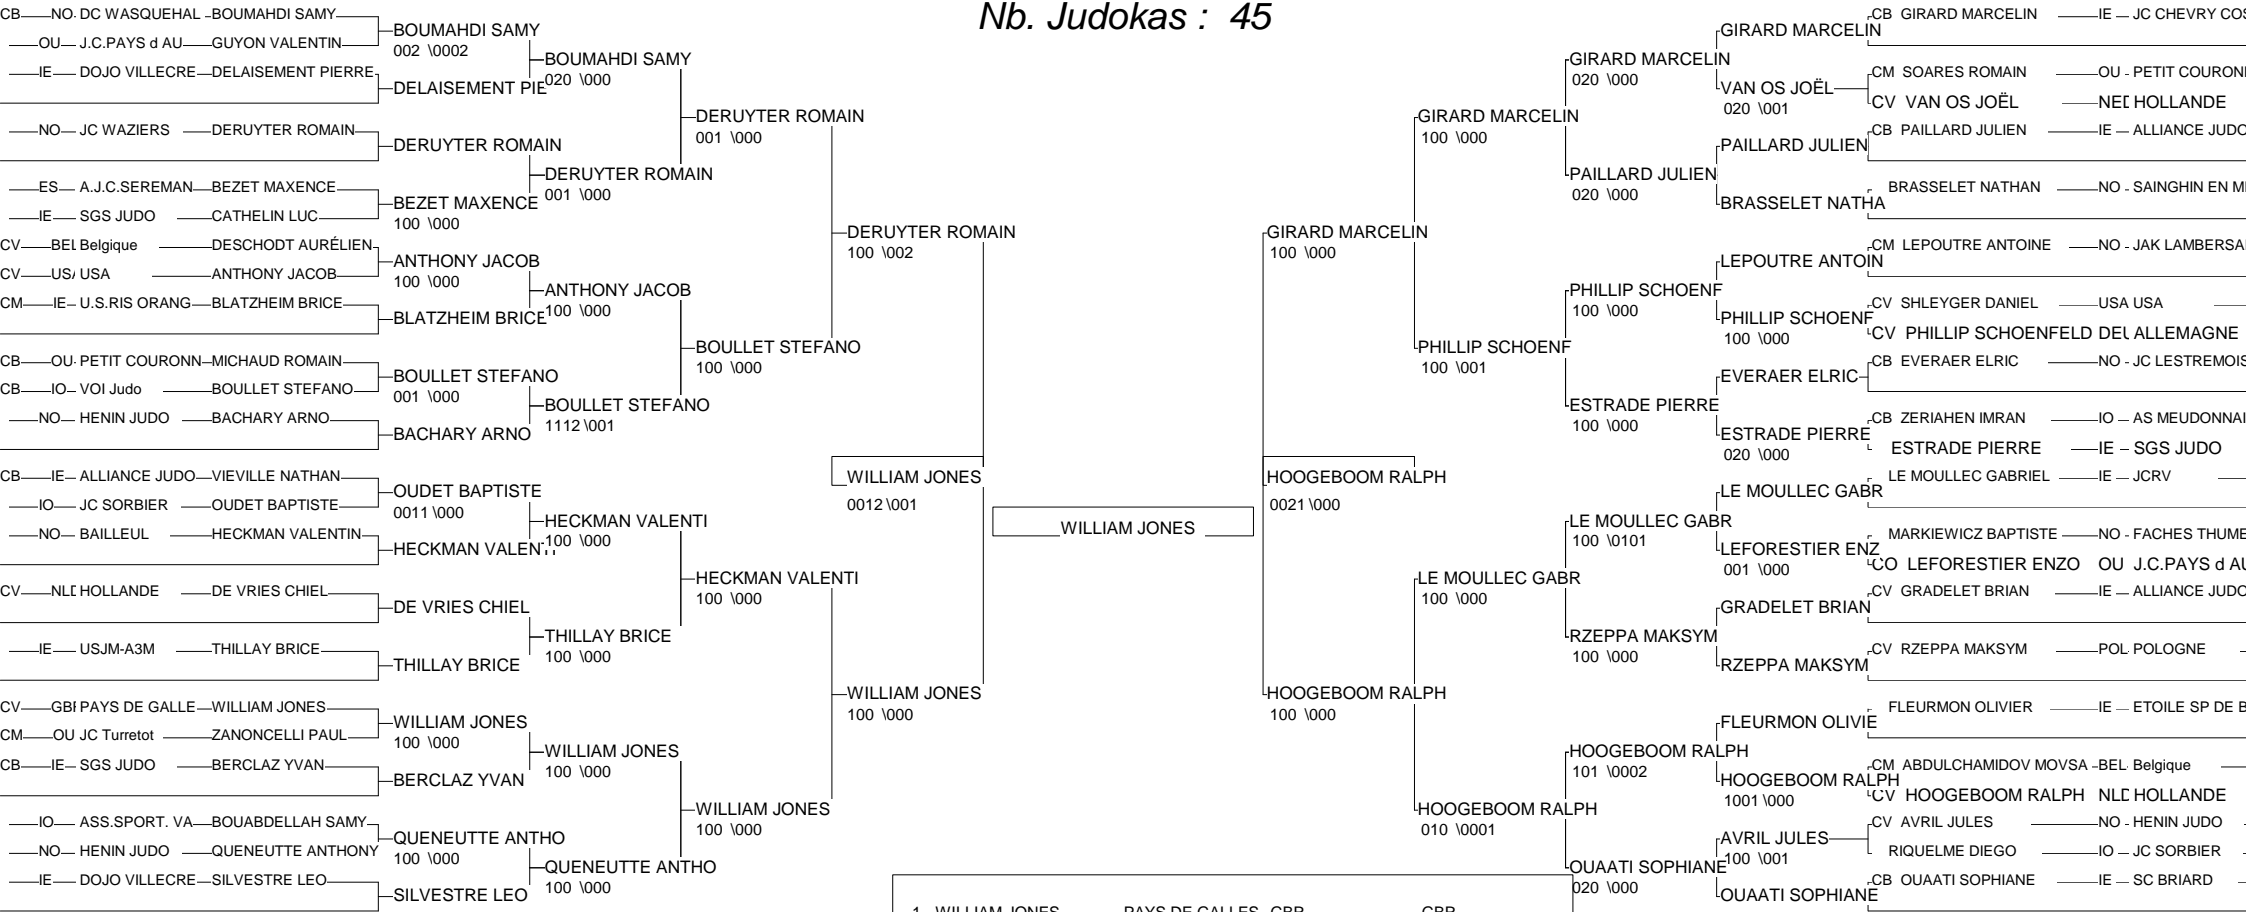 Nb. Judokas : 45
CB NO DC WASQUEHAL BOUMAHDI SAMY
OU J.C.PAYS d AU GUYON VALENTIN
IE DOJO VILLECRE DELAISEMENT PIERRE
NO JC WAZIERS DERUYTER ROMAIN
ES A.J.C.SEREMAN BEZET MAXENCE
IE SGS JUDO CATHELIN LUC
CV BEL Belgique DESCHODT AURÉLIEN
CV USA USA ANTHONY JACOB
CM IE U.S.RIS ORANG BLATZHEIM BRICE
CB OU PETIT COURONN MICHAUD ROMAIN
CB IO VOI Judo BOULLET STEFANO
NO HENIN JUDO BACHARY ARNO
CB IE ALLIANCE JUDO VIEVILLE NATHAN
IO JC SORBIER OUDET BAPTISTE
NO BAILLEUL HECKMAN VALENTIN
CV NLD HOLLANDE DE VRIES CHIEL
IE USJM-A3M THILLAY BRICE
CV GBR PAYS DE GALLE WILLIAM JONES
CM OU JC Turretot ZANONCELLI PAUL
CB IE SGS JUDO BERCLAZ YVAN
IO ASS.SPORT. VA BOUABDELLAH SAMY
NO HENIN JUDO QUENEUTTE ANTHONY
IE DOJO VILLECRE SILVESTRE LEO
BOUMAHDI SAMY
002 \0002
DELAISEMENT PIE
DERUYTER ROMAIN
BEZET MAXENCE
100 \000
ANTHONY JACOB
100 \000
BLATZHEIM BRICE
BOULLET STEFANO
001 \000
BACHARY ARNO
OUDET BAPTISTE
0011 \000
HECKMAN VALENTI
DE VRIES CHIEL
THILLAY BRICE
WILLIAM JONES
100 \000
BERCLAZ YVAN
QUENEUTTE ANTHO
100 \000
SILVESTRE LEO
BOUMAHDI SAMY
020 \000
DERUYTER ROMAIN
001 \000
ANTHONY JACOB
100 \000
BOULLET STEFANO
1112 \001
HECKMAN VALENTI
100 \000
THILLAY BRICE
100 \000
WILLIAM JONES
100 \000
QUENEUTTE ANTHO
100 \000
DERUYTER ROMAIN
001 \000
BOULLET STEFANO
100 \000
HECKMAN VALENTI
100 \000
WILLIAM JONES
100 \000
DERUYTER ROMAIN
100 \002
WILLIAM JONES
0012 \001
WILLIAM JONES
100 \000
WILLIAM JONES
GIRARD MARCELIN
100 \000
HOOGEBOOM RALPH
0021 \000
HOOGEBOOM RALPH
100 \000
GIRARD MARCELIN
100 \000
PHILLIP SCHOENF
100 \001
LE MOULLEC GABR
100 \000
HOOGEBOOM RALPH
010 \0001
GIRARD MARCELIN
020 \000
PAILLARD JULIEN
020 \000
PHILLIP SCHOENF
100 \000
ESTRADE PIERRE
100 \000
LE MOULLEC GABR
100 \0101
RZEPPA MAKSYM
100 \000
HOOGEBOOM RALPH
101 \0002
OUAATI SOPHIANE
020 \000
GIRARD MARCELIN
VAN OS JOËL
020 \001
PAILLARD JULIEN
BRASSELET NATHA
LEPOUTRE ANTOIN
PHILLIP SCHOENF
100 \000
EVERAER ELRIC
ESTRADE PIERRE
020 \000
LE MOULLEC GABR
LEFORESTIER ENZ
001 \000
GRADELET BRIAN
RZEPPA MAKSYM
FLEURMON OLIVIE
HOOGEBOOM RALPH
1001 \000
AVRIL JULES
100 \001
OUAATI SOPHIANE
CB GIRARD MARCELIN IE JC CHEVRY COS
CM SOARES ROMAIN OU PETIT COURONN
CV VAN OS JOËL NED HOLLANDE
CB PAILLARD JULIEN IE ALLIANCE JUDO
BRASSELET NATHAN NO SAINGHIN EN M
CM LEPOUTRE ANTOINE NO JAK LAMBERSA
CV SHLEYGER DANIEL USA USA
CV PHILLIP SCHOENFELD DEU ALLEMAGNE
CB EVERAER ELRIC NO JC LESTREMOIS
CB ZERIAHEN IMRAN IO AS MEUDONNAI
ESTRADE PIERRE IE SGS JUDO
LE MOULLEC GABRIEL IE JCRV
MARKIEWICZ BAPTISTE NO FACHES THUME
CO LEFORESTIER ENZO OU J.C.PAYS d AU
CV GRADELET BRIAN IE ALLIANCE JUDO
CV RZEPPA MAKSYM POL POLOGNE
FLEURMON OLIVIER IE ETOILE SP DE B
CM ABDULCHAMIDOV MOVSA BEL Belgique
CV HOOGEBOOM RALPH NLD HOLLANDE
CV AVRIL JULES NO HENIN JUDO
RIQUELME DIEGO IO JC SORBIER
CB OUAATI SOPHIANE IE SC BRIARD
1 WILLIAM JONES PAYS DE GALLES GBR GBR